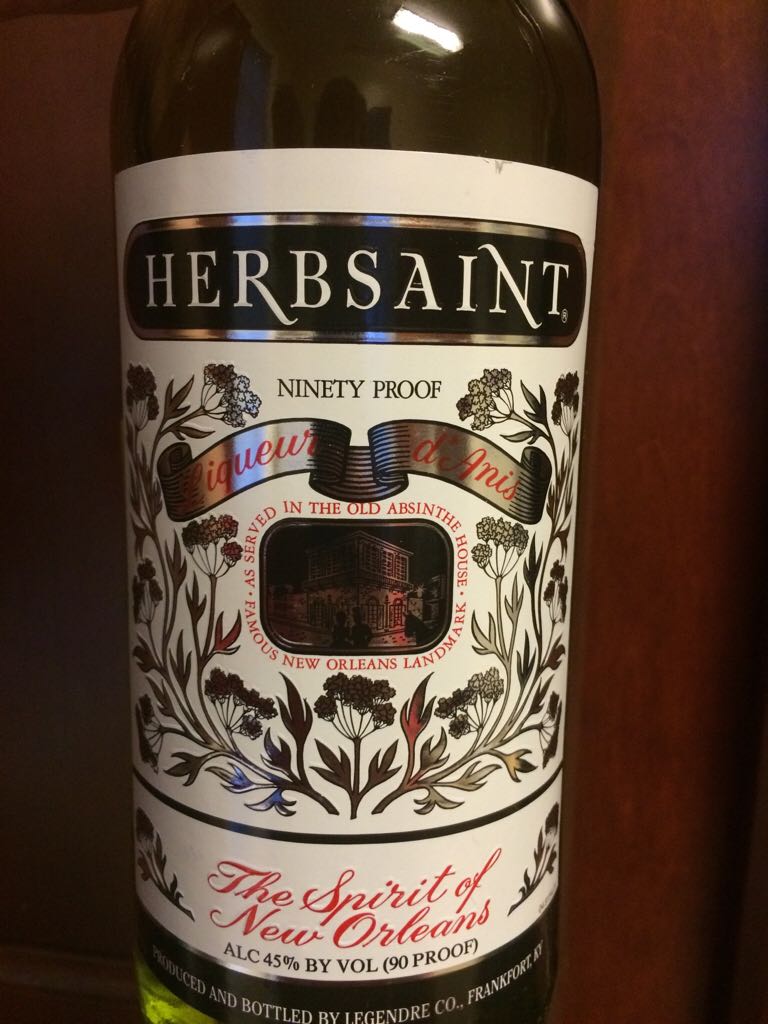 HERBSAINT®
NINETY PROOF
Liqueur d'Anis
AS SERVED IN THE OLD ABSINTHE HOUSE ·
FAMOUS NEW ORLEANS LANDMARK ·
The Spirit of
New Orleans
ALC 45% BY VOL (90 PROOF)
PRODUCED AND BOTTLED BY LEGENDRE CO., FRANKFORT, KY